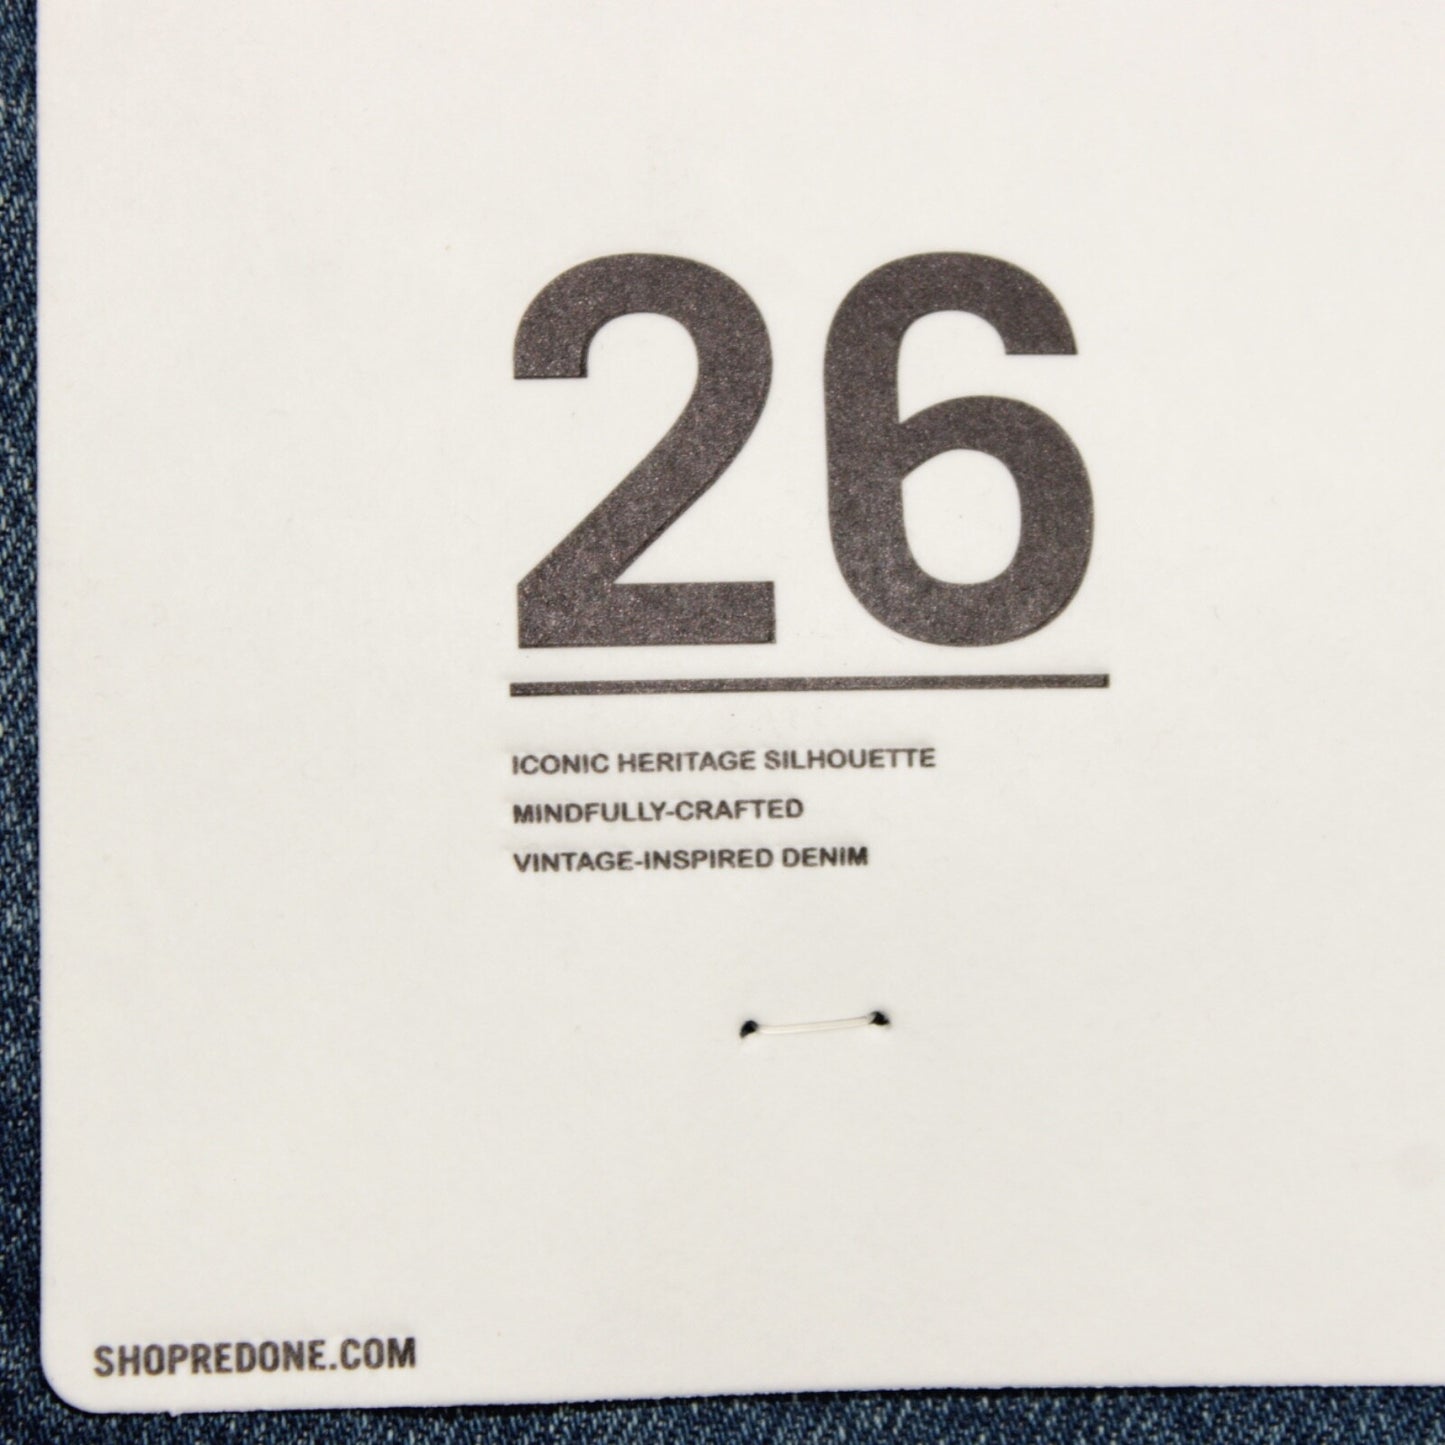 26
ICONIC HERITAGE SILHOUETTE
MINDFULLY-CRAFTED
VINTAGE-INSPIRED DENIM
SHOPREDONE.COM